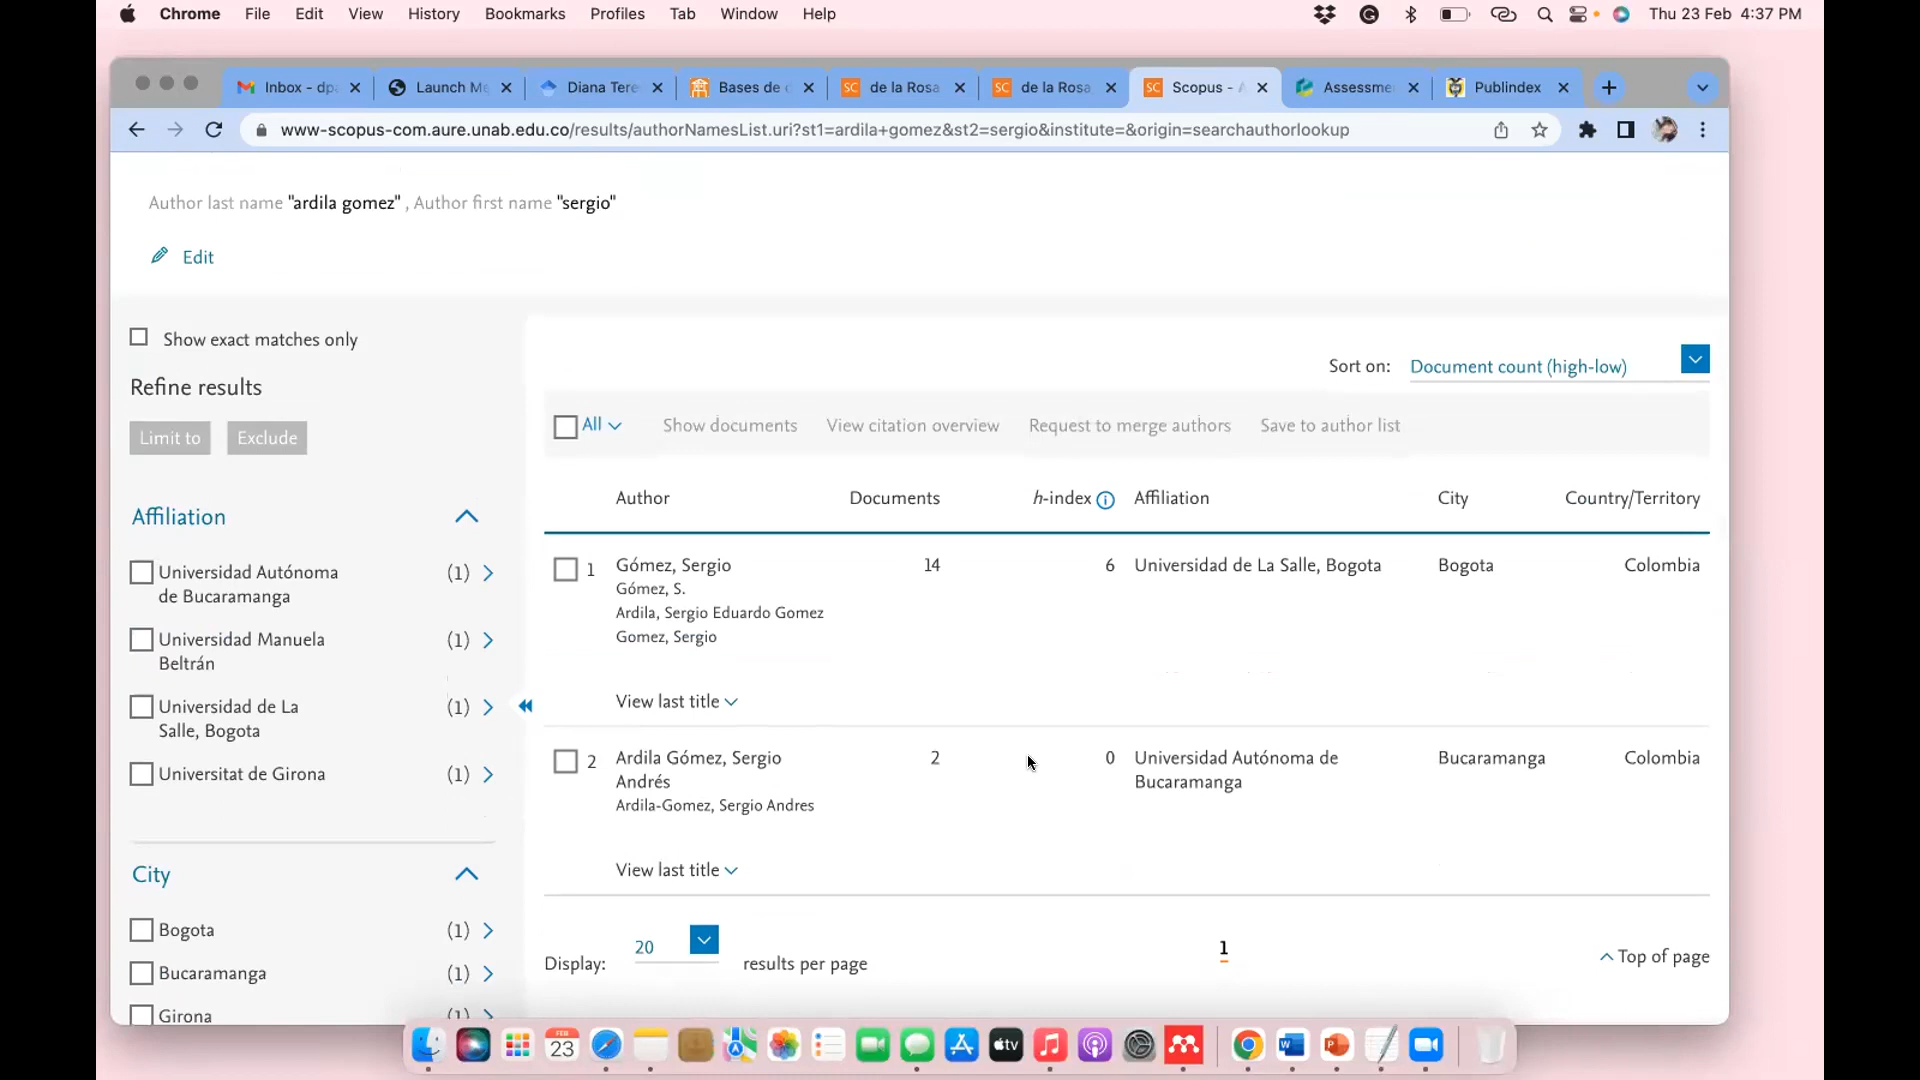 Chrome File Edit View History Bookmarks Profiles Tab Window Help Thu 23 Feb 4:37 PM
Inbox - dp Launch Me Diana Tere Bases de d de la Rosa de la Rosa Scopus - A Assessme Publindex
www-scopus-com.aure.unab.edu.co/results/authorNamesList.uri?st1=ardila+gomez&st2=sergio&institute=&origin=searchauthorlookup
Author last name "ardila gomez" , Author first name "sergio"
Edit
Show exact matches only
Refine results
Limit to Exclude
Affiliation
Universidad Autónoma de Bucaramanga (1)
Universidad Manuela Beltrán (1)
Universidad de La Salle, Bogota (1)
Universitat de Girona (1)
City
Bogota (1)
Bucaramanga (1)
Girona (1)
Sort on: Document count (high-low)
All Show documents View citation overview Request to merge authors Save to author list
Author Documents h-index Affiliation City Country/Territory
1 Gómez, Sergio 14 6 Universidad de La Salle, Bogota Bogota Colombia
Gómez, S.
Ardila, Sergio Eduardo Gomez
Gomez, Sergio
View last title
2 Ardila Gómez, Sergio 2 0 Universidad Autónoma de Bucaramanga Colombia
Andrés Bucaramanga
Ardila-Gomez, Sergio Andres
View last title
Display: 20 results per page 1 Top of page
FEB
23
tv
W P